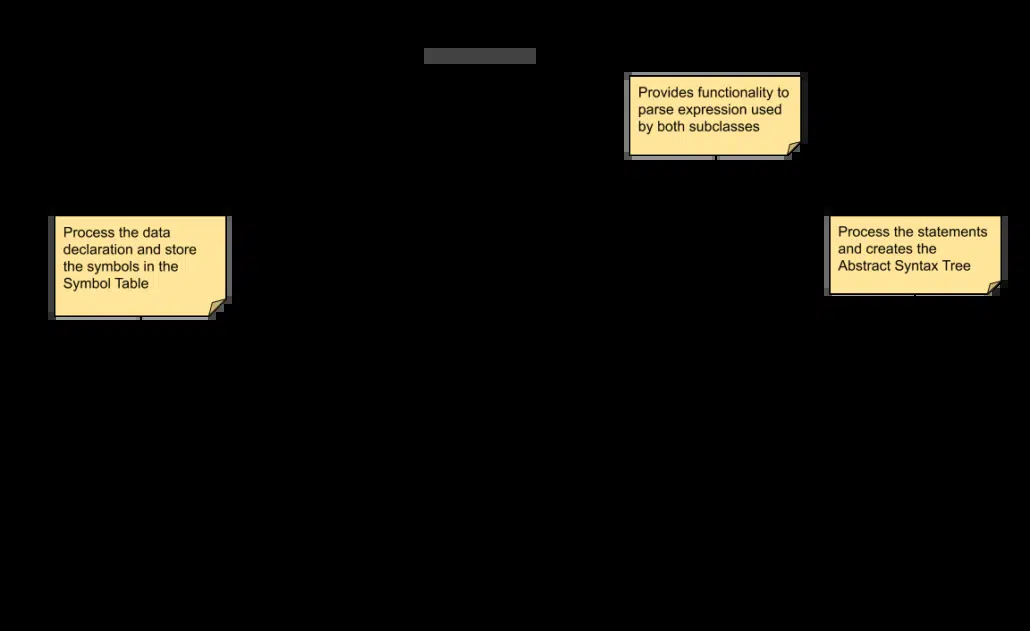 Provides functionality to
parse expression used
by both subclasses
Process the data
declaration and store
the symbols in the
Symbol Table
Process the statements
and creates the
Abstract Syntax Tree